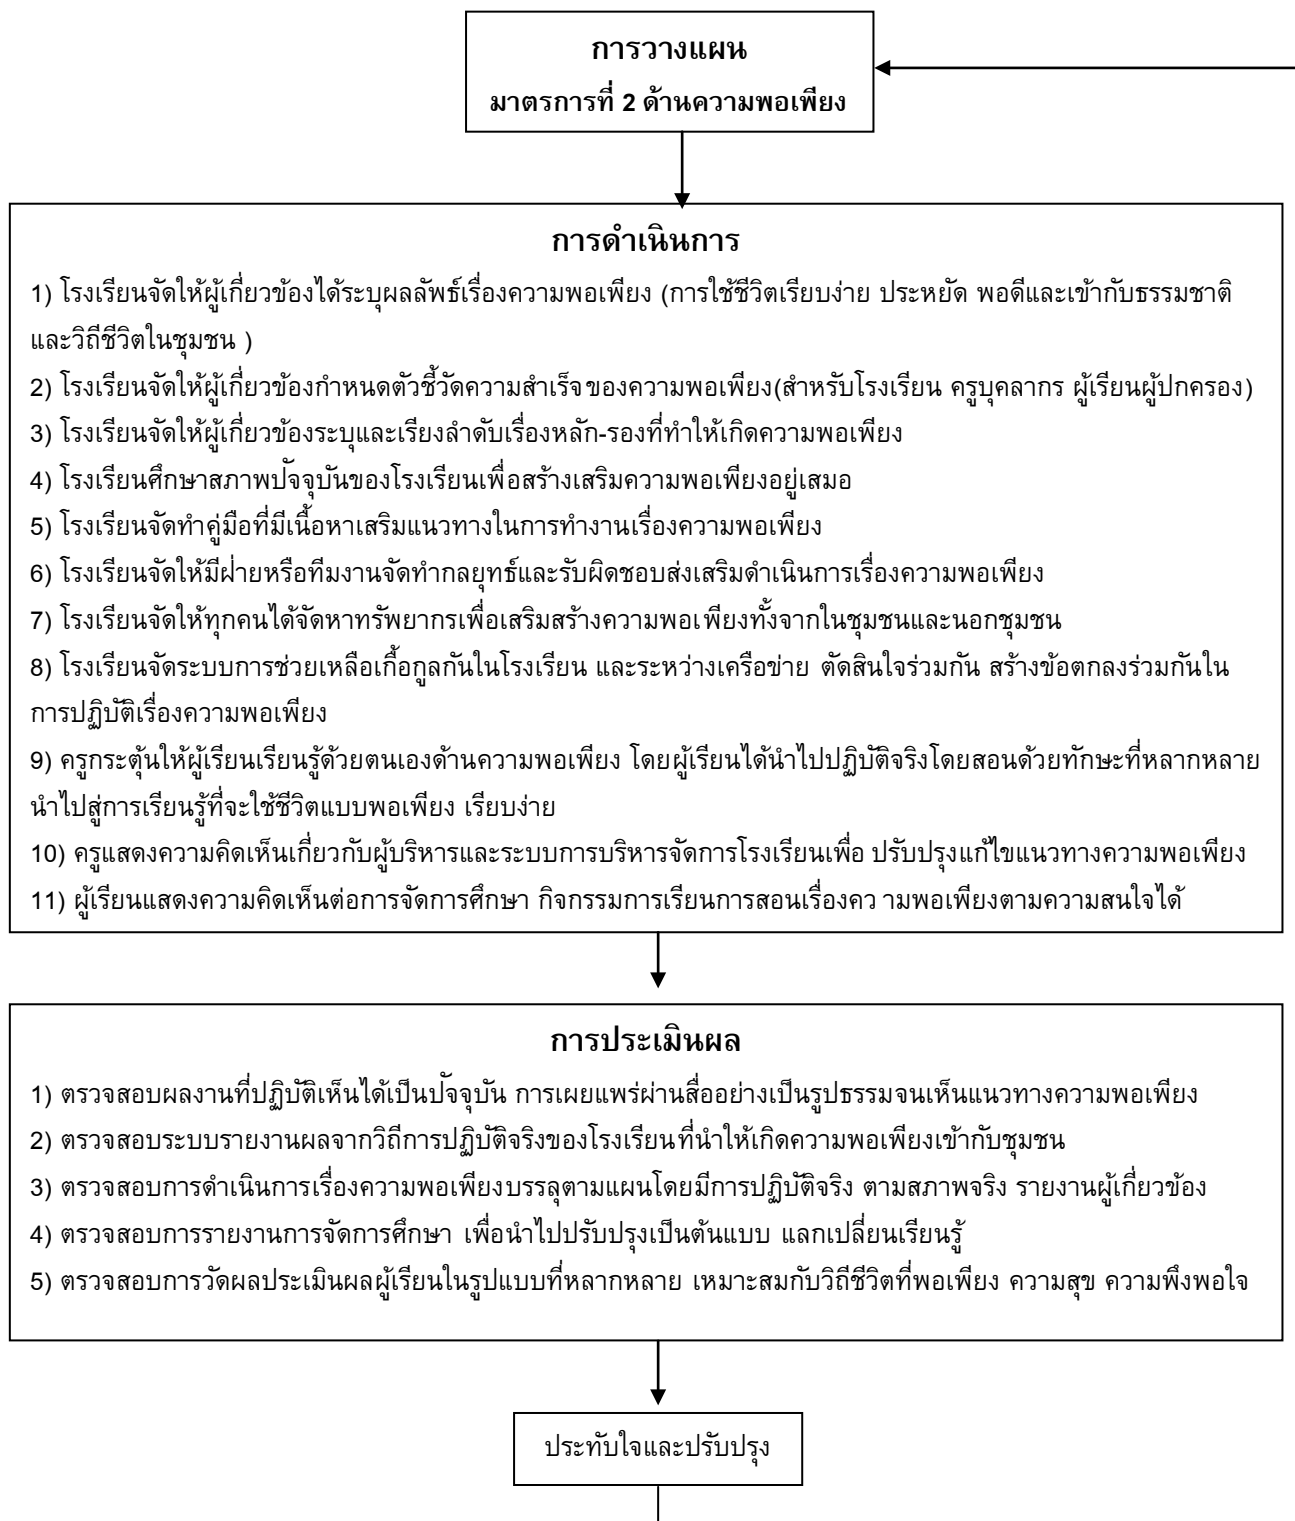 การวางแผน
มาตรการที่ 2 ด้านความพอเพียง
การดำเนินการ
1) โรงเรียนจัดให้ผู้เกี่ยวข้องได้ระบุผลลัพธ์เรื่องความพอเพียง (การใช้ชีวิตเรียบง่าย ประหยัด พอดีและเข้ากับธรรมชาติ
และวิถีชีวิตในชุมชน )
2) โรงเรียนจัดให้ผู้เกี่ยวข้องกำหนดตัวชี้วัดความสำเร็จของความพอเพียง(สำหรับโรงเรียน ครูบุคลากร ผู้เรียนผู้ปกครอง)
3) โรงเรียนจัดให้ผู้เกี่ยวข้องระบุและเรียงลำดับเรื่องหลัก-รองที่ทำให้เกิดความพอเพียง
4) โรงเรียนศึกษาสภาพปัจจุบันของโรงเรียนเพื่อสร้างเสริมความพอเพียงอยู่เสมอ
5) โรงเรียนจัดทำคู่มือที่มีเนื้อหาเสริมแนวทางในการทำงานเรื่องความพอเพียง
6) โรงเรียนจัดให้มีฝ่ายหรือทีมงานจัดทำกลยุทธ์และรับผิดชอบส่งเสริมดำเนินการเรื่องความพอเพียง
7) โรงเรียนจัดให้ทุกคนได้จัดหาทรัพยากรเพื่อเสริมสร้างความพอเพียงทั้งจากในชุมชนและนอกชุมชน
8) โรงเรียนจัดระบบการช่วยเหลือเกื้อกูลกันในโรงเรียน และระหว่างเครือข่าย ตัดสินใจร่วมกัน สร้างข้อตกลงร่วมกันใน
การปฏิบัติเรื่องความพอเพียง
9) ครูกระตุ้นให้ผู้เรียนเรียนรู้ด้วยตนเองด้านความพอเพียง โดยผู้เรียนได้นำไปปฏิบัติจริงโดยสอนด้วยทักษะที่หลากหลาย
นำไปสู่การเรียนรู้ที่จะใช้ชีวิตแบบพอเพียง เรียบง่าย
10) ครูแสดงความคิดเห็นเกี่ยวกับผู้บริหารและระบบการบริหารจัดการโรงเรียนเพื่อ ปรับปรุงแก้ไขแนวทางความพอเพียง
11) ผู้เรียนแสดงความคิดเห็นต่อการจัดการศึกษา กิจกรรมการเรียนการสอนเรื่องคว ามพอเพียงตามความสนใจได้
การประเมินผล
1) ตรวจสอบผลงานที่ปฏิบัติเห็นได้เป็นปัจจุบัน การเผยแพร่ผ่านสื่ออย่างเป็นรูปธรรมจนเห็นแนวทางความพอเพียง
2) ตรวจสอบระบบรายงานผลจากวิถีการปฏิบัติจริงของโรงเรียนที่นำให้เกิดความพอเพียงเข้ากับชุมชน
3) ตรวจสอบการดำเนินการเรื่องความพอเพียงบรรลุตามแผนโดยมีการปฏิบัติจริง ตามสภาพจริง รายงานผู้เกี่ยวข้อง
4) ตรวจสอบการรายงานการจัดการศึกษา เพื่อนำไปปรับปรุงเป็นต้นแบบ แลกเปลี่ยนเรียนรู้
5) ตรวจสอบการวัดผลประเมินผลผู้เรียนในรูปแบบที่หลากหลาย เหมาะสมกับวิถีชีวิตที่พอเพียง ความสุข ความพึงพอใจ
ประทับใจและปรับปรุง